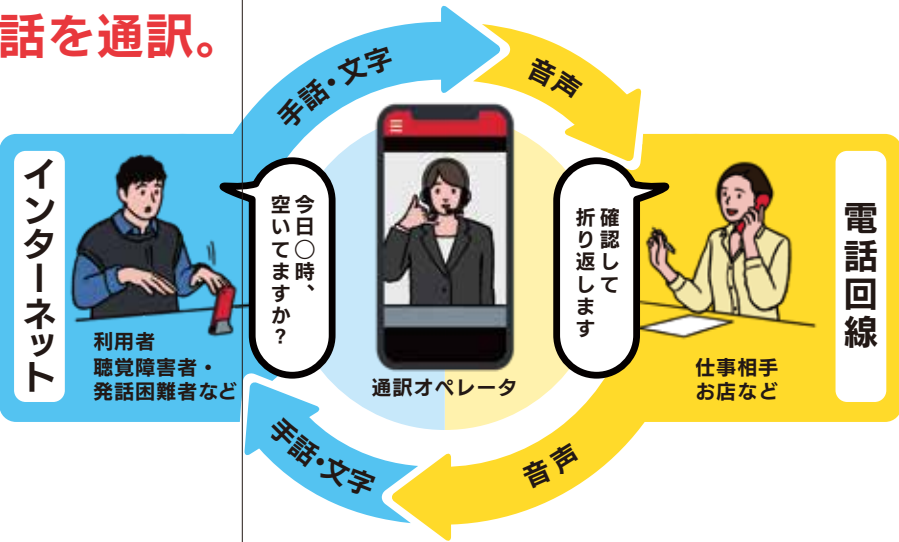 話を通訳。
手話・文字
音声
インターネット
今日〇時、
空いてますか？
確認して
折り返します
電話回線
利用者
聴覚障害者・
発話困難者など
通訳オペレータ
仕事相手
お店など
手話・文字
音声